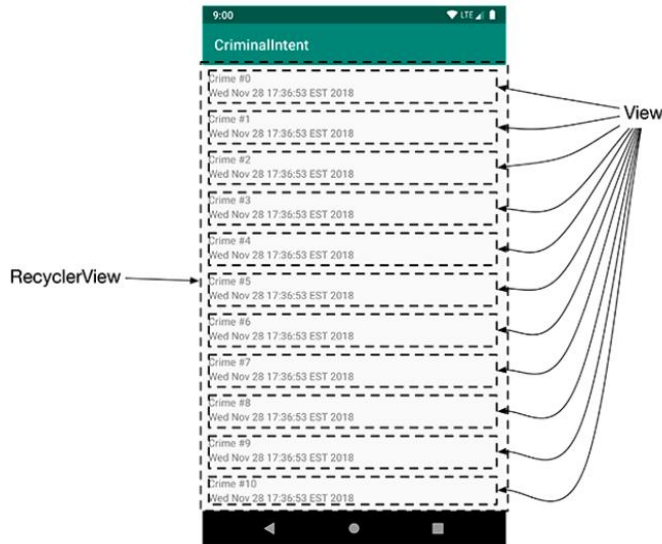 9:00
LTE
CriminalIntent
Crime #0
Wed Nov 28 17:36:53 EST 2018
View
Crime #1
Wed Nov 28 17:36:53 EST 2018
Crime #2
Wed Nov 28 17:36:53 EST 2018
Crime #3
Wed Nov 28 17:36:53 EST 2018
Crime #4
Wed Nov 28 17:36:53 EST 2018
RecyclerView
Crime #5
Wed Nov 28 17:36:53 EST 2018
Crime #6
Wed Nov 28 17:36:53 EST 2018
Crime #7
Wed Nov 28 17:36:53 EST 2018
Crime #8
Wed Nov 28 17:36:53 EST 2018
Crime #9
Wed Nov 28 17:36:53 EST 2018
Crime #10
Wed Nov 28 17:36:53 EST 2018